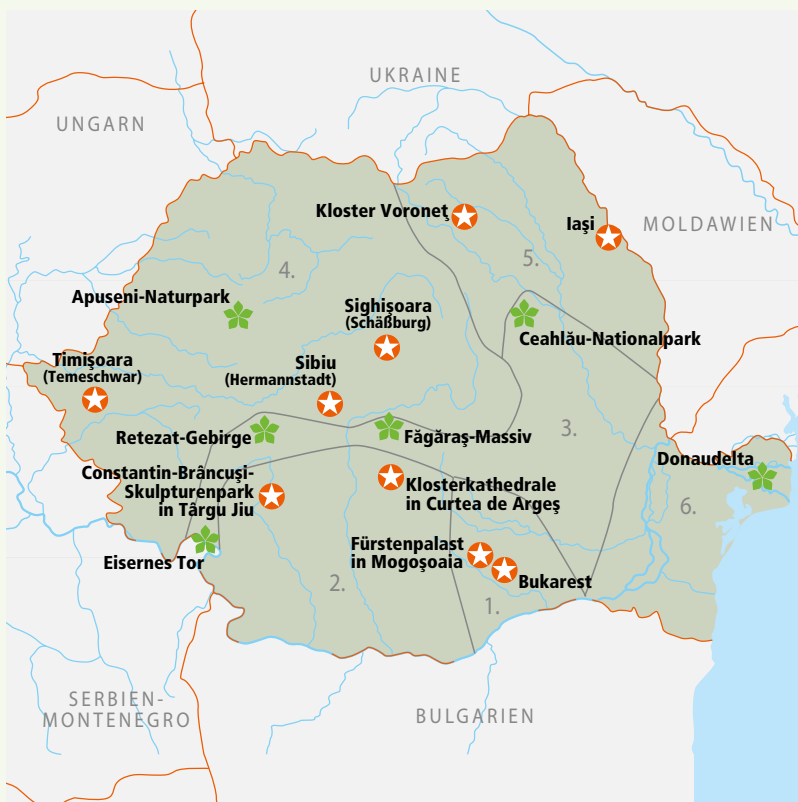 UKRAINE
UNGARN
Kloster Voroneţ
Iaşi
MOLDAWIEN
5.
4.
Apuseni-Naturpark
Sighişoara
(Schäßburg)
Ceahlău-Nationalpark
Timişoara
(Temeschwar)
Sibiu
(Hermannstadt)
Retezat-Gebirge
Făgăraş-Massiv
3.
Donaudelta
Constantin-Brâncuşi-
Skulpturenpark
in Târgu Jiu
Klosterkathedrale
in Curtea de Argeş
6.
Eisernes Tor
Fürstenpalast
in Mogoşoaia
Bukarest
2.
1.
SERBIEN-
MONTENEGRO
BULGARIEN